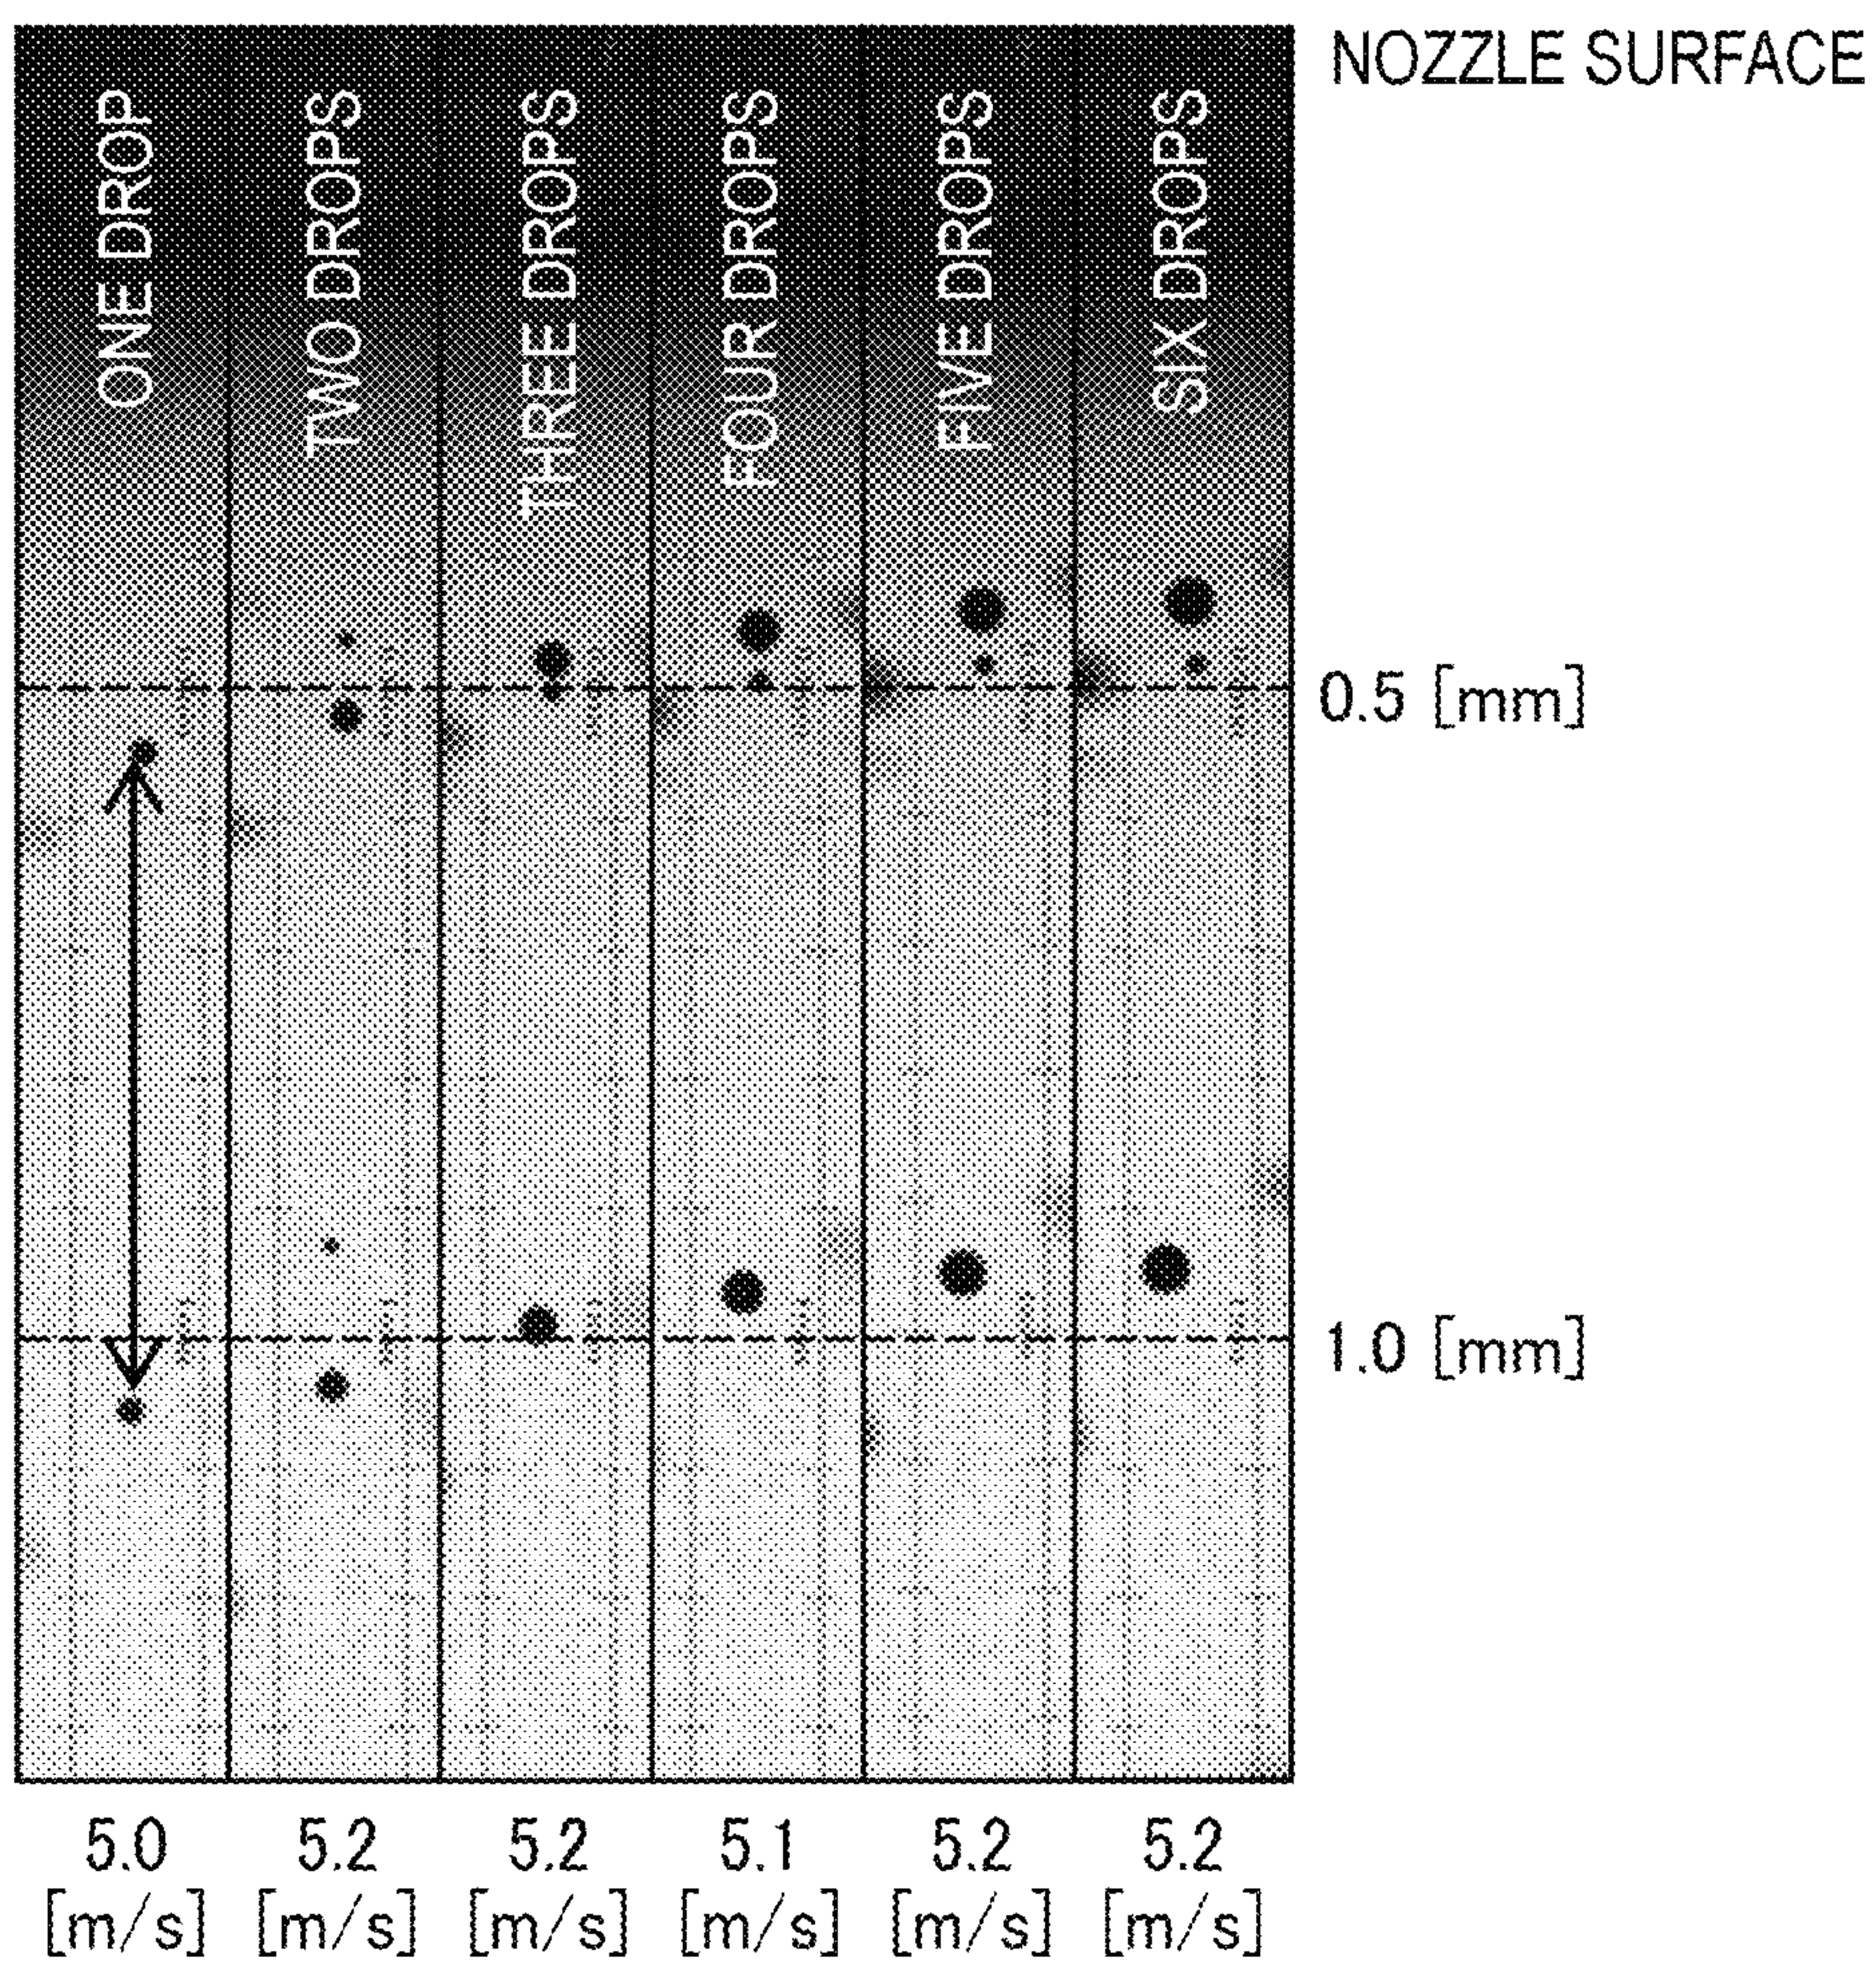 NOZZLE SURFACE
ONE DROP
TWO DROPS
THREE DROPS
FOUR DROPS
FIVE DROPS
SIX DROPS
0.5 [mm]
1.0 [mm]
5.0 [m/s]
5.2 [m/s]
5.2 [m/s]
5.1 [m/s]
5.2 [m/s]
5.2 [m/s]